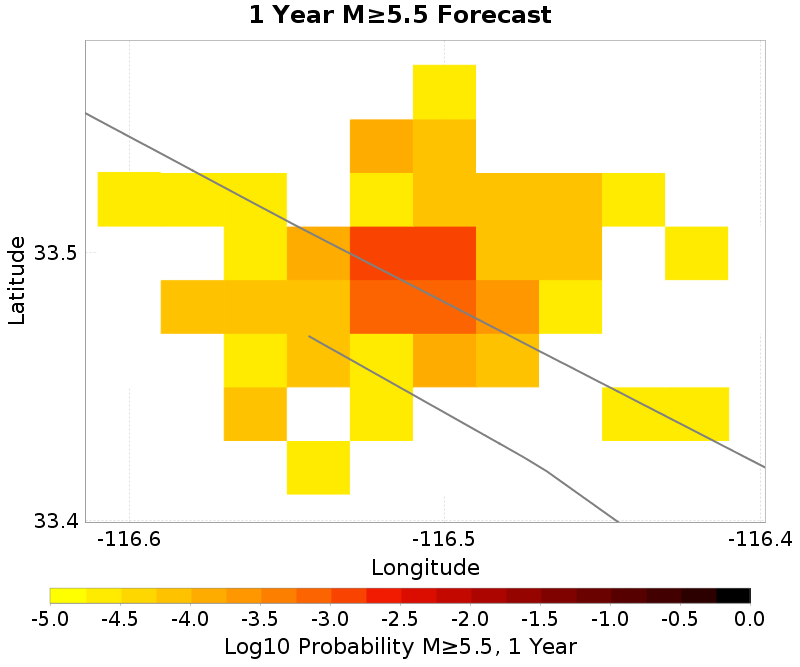 1 Year M≥5.5 Forecast
Latitude
33.5
33.4
-116.6 -116.5 -116.4
Longitude
-5.0 -4.5 -4.0 -3.5 -3.0 -2.5 -2.0 -1.5 -1.0 -0.5 0.0
Log10 Probability M≥5.5, 1 Year